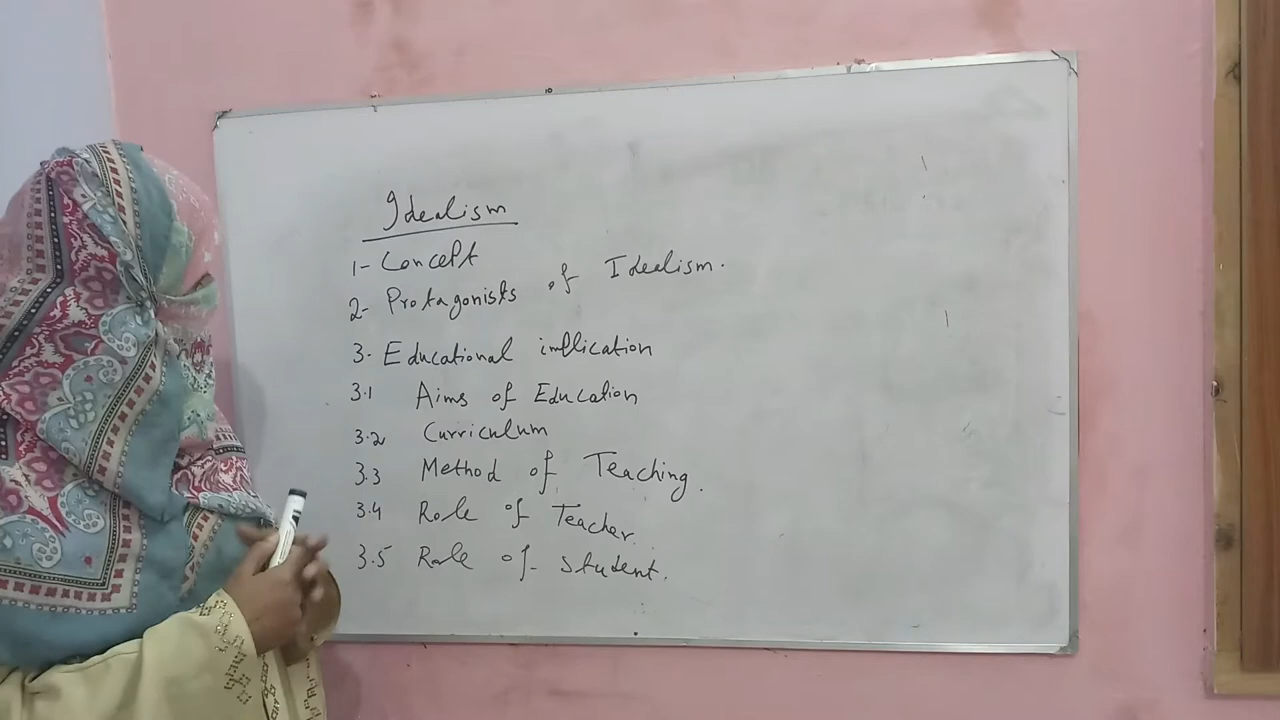 Idealism
1- Concept
2- Protagonists of Idealism.
3. Educational implication
3.1 Aims of Education
3.2 Curriculum
3.3 Method of Teaching.
3.4 Role of Teacher.
3.5 Role of Student.